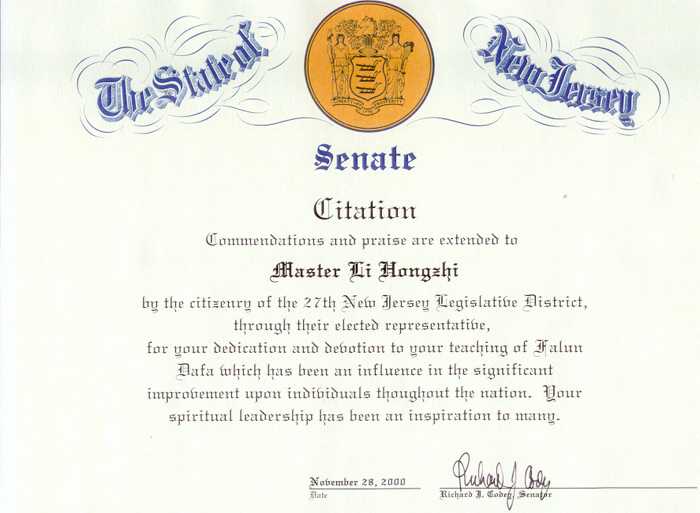 The State of New Jersey
Senate
Citation
Commendations and praise are extended to
Master Li Hongzhi
by the citizenry of the 27th New Jersey Legislative District,
through their elected representative,
for your dedication and devotion to your teaching of Falun
Dafa which has been an influence in the significant
improvement upon individuals thoughout the nation. Your
spiritual leadership has been an inspiration to many.
November 28, 2000 Richard J Codey
Date Richard J. Codey, Senator